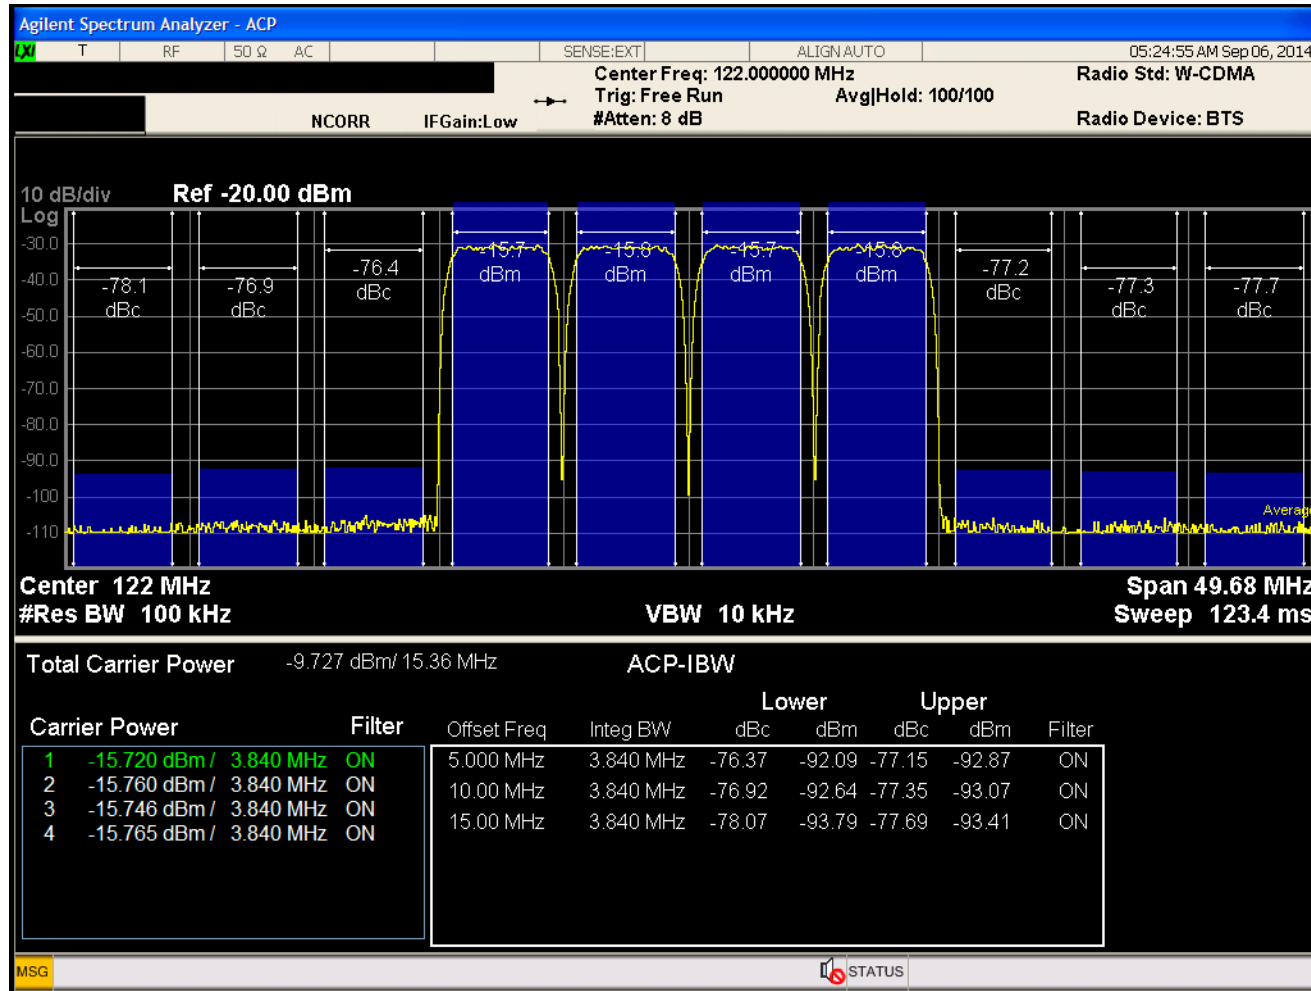 Agilent Spectrum Analyzer - ACP
LXI T RF 50 Ω AC SENSE:EXT ALIGN AUTO 05:24:55 AM Sep 06, 2014
Center Freq: 122.000000 MHz Radio Std: W-CDMA
Trig: Free Run Avg|Hold: 100/100
NCORR IFGain:Low #Atten: 8 dB Radio Device: BTS
10 dB/div Ref -20.00 dBm
Log
-30.0
-40.0
-50.0
-60.0
-70.0
-80.0
-90.0
-100
-110
-78.1 dBc
-76.9 dBc
-76.4 dBc
-15.7 dBm
-15.8 dBm
-15.7 dBm
-15.8 dBm
-77.2 dBc
-77.3 dBc
-77.7 dBc
Average
Center 122 MHz Span 49.68 MHz
#Res BW 100 kHz VBW 10 kHz Sweep 123.4 ms
Total Carrier Power -9.727 dBm/ 15.36 MHz ACP-IBW
Lower Upper
Carrier Power Filter Offset Freq Integ BW dBc dBm dBc dBm Filter
1 -15.720 dBm / 3.840 MHz ON 5.000 MHz 3.840 MHz -76.37 -92.09 -77.15 -92.87 ON
2 -15.760 dBm / 3.840 MHz ON 10.00 MHz 3.840 MHz -76.92 -92.64 -77.35 -93.07 ON
3 -15.746 dBm / 3.840 MHz ON 15.00 MHz 3.840 MHz -78.07 -93.79 -77.69 -93.41 ON
4 -15.765 dBm / 3.840 MHz ON
MSG STATUS